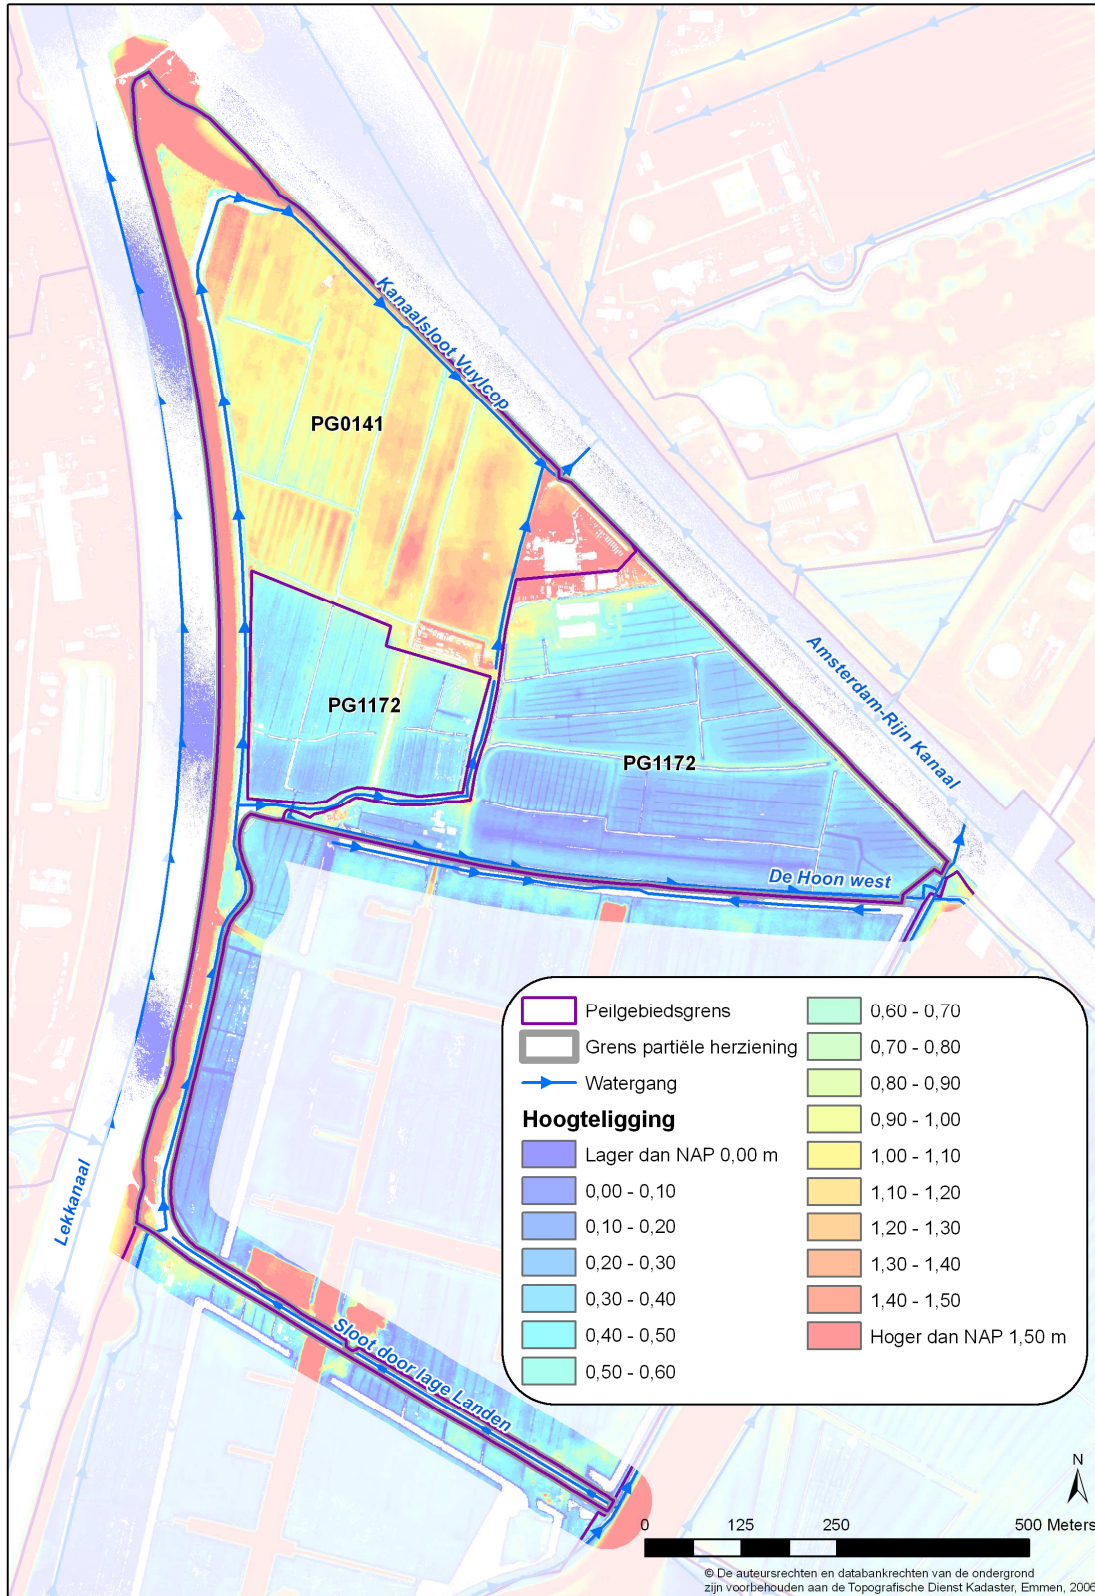 Kanaalsloot Vuylcop
PG0141
PG1172
PG1172
Amsterdam-Rijn Kanaal
De Hoon west
Lekkanaal
Sloot door lage Landen
Peilgebiedsgrens
Grens partiële herziening
Watergang
Hoogteligging
Lager dan NAP 0,00 m
0,00 - 0,10
0,10 - 0,20
0,20 - 0,30
0,30 - 0,40
0,40 - 0,50
0,50 - 0,60
0,60 - 0,70
0,70 - 0,80
0,80 - 0,90
0,90 - 1,00
1,00 - 1,10
1,10 - 1,20
1,20 - 1,30
1,30 - 1,40
1,40 - 1,50
Hoger dan NAP 1,50 m
N
0 125 250 500 Meters
© De auteursrechten en databankrechten van de ondergrond
zijn voorbehouden aan de Topografische Dienst Kadaster, Emmen, 2006